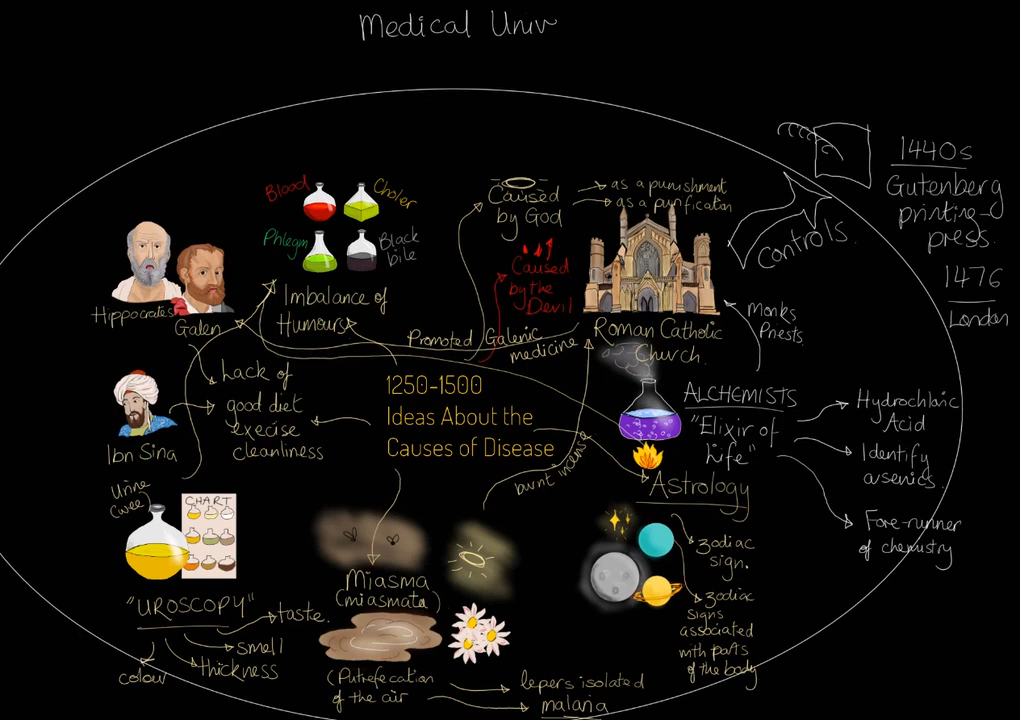 Medical Univ
1440s
Gutenberg
printing-
press.
1476
London
Controls.
Blood
Choler
Phlegm
Black
bile
Caused
by God
as a punishment
as a purification
Caused
by the
Devil
Hippocrates
Galen
Imbalance of
Humours
Promoted Galenic
medicine
Roman Catholic
Church
Monks
Priests
Lack of
good diet
execise
cleanliness
Ibn Sina
1250-1500
Ideas About the
Causes of Disease
ALCHEMISTS
"Elixir of
Life"
Hydrochloric
Acid
Identify
arsenics.
Fore-runner
of chemistry
burnt incense
Astrology
zodiac
sign.
zodiac
signs
associated
with parts
of the body
Urine
(wee)
CHART
"UROSCOPY"
taste.
smell
thickness
colour
Miasma
(miasmata)
(Putrefecation
of the air
lepers isolated
malaria